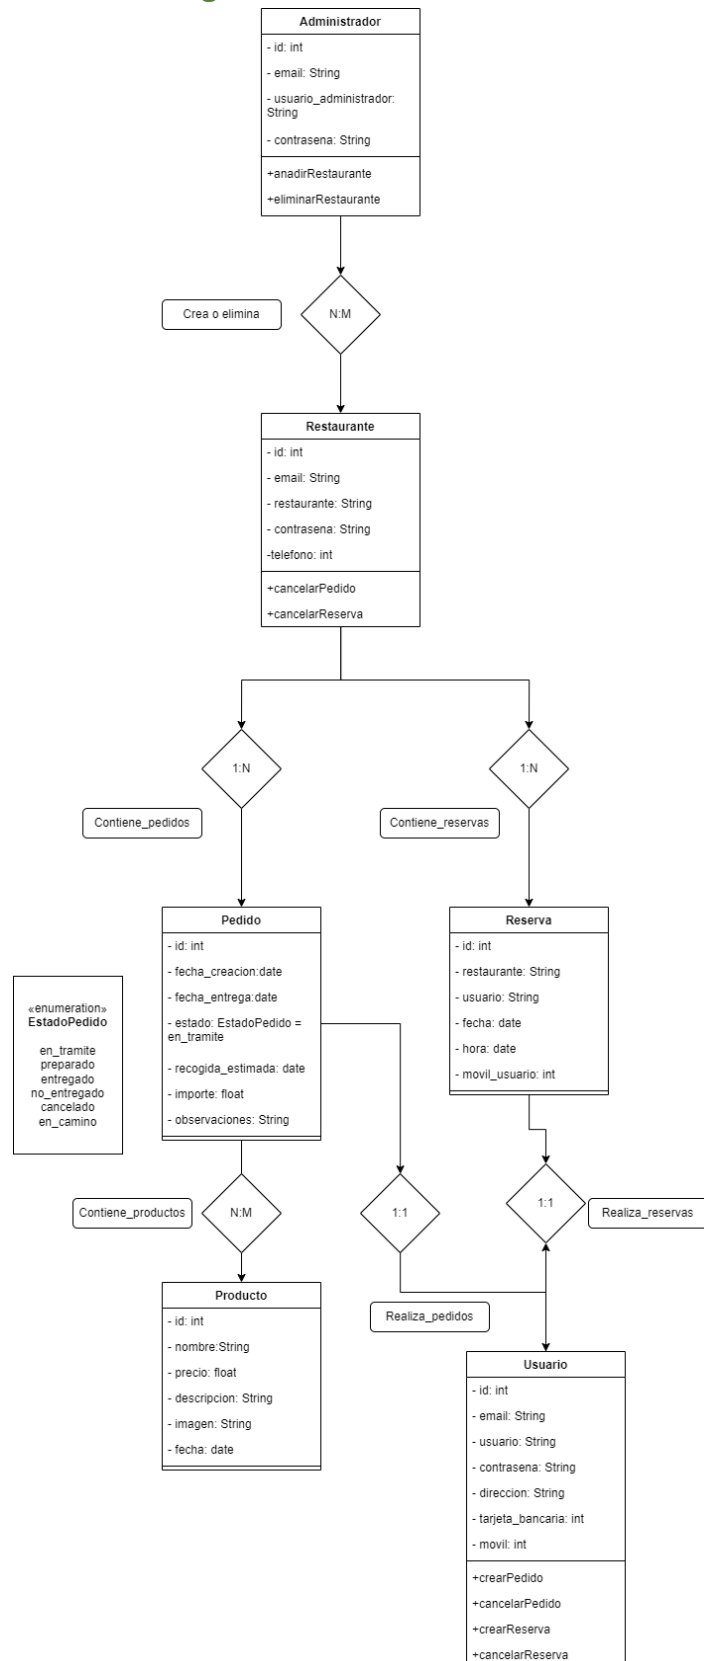 Administrador
- id: int
- email: String
- usuario_administrador:
String
- contrasena: String
+anadirRestaurante
+eliminarRestaurante
Crea o elimina
N:M
Restaurante
- id: int
- email: String
- restaurante: String
- contrasena: String
-telefono: int
+cancelarPedido
+cancelarReserva
1:N
1:N
Contiene_pedidos
Contiene_reservas
Pedido
- id: int
- fecha_creacion:date
- fecha_entrega:date
- estado: EstadoPedido =
en_tramite
- recogida_estimada: date
- importe: float
- observaciones: String
Reserva
- id: int
- restaurante: String
- usuario: String
- fecha: date
- hora: date
- movil_usuario: int
«enumeration»
EstadoPedido
en_tramite
preparado
entregado
no_entregado
cancelado
en_camino
Contiene_productos
N:M
1:1
1:1
Realiza_reservas
Realiza_pedidos
Producto
- id: int
- nombre:String
- precio: float
- descripcion: String
- imagen: String
- fecha: date
Usuario
- id: int
- email: String
- usuario: String
- contrasena: String
- direccion: String
- tarjeta_bancaria: int
- movil: int
+crearPedido
+cancelarPedido
+crearReserva
+cancelarReserva